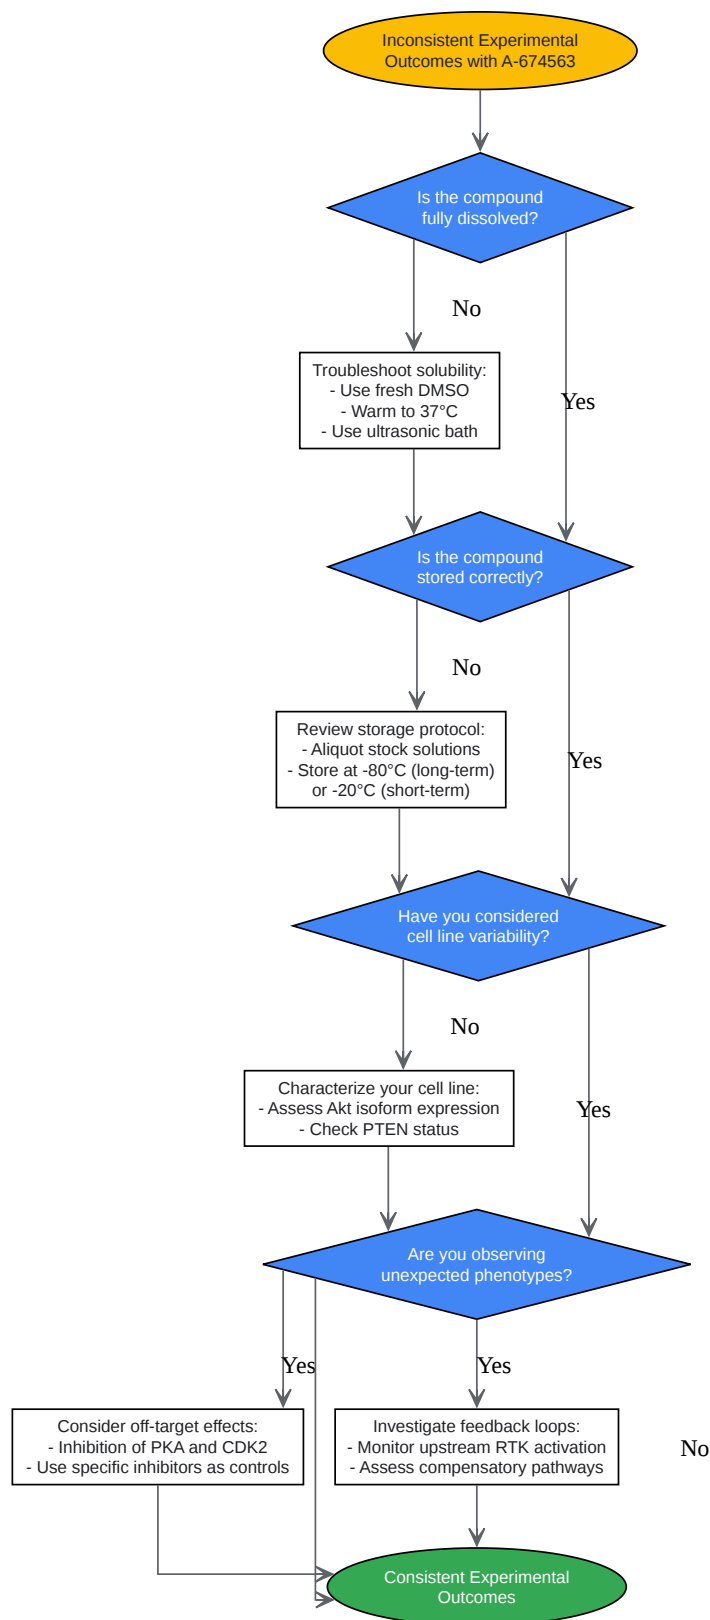 Inconsistent Experimental
Outcomes with A-674563
Is the compound
fully dissolved?
No
Troubleshoot solubility:
- Use fresh DMSO
- Warm to 37°C
- Use ultrasonic bath
Yes
Is the compound
stored correctly?
No
Review storage protocol:
- Aliquot stock solutions
- Store at -80°C (long-term)
or -20°C (short-term)
Yes
Have you considered
cell line variability?
No
Characterize your cell line:
- Assess Akt isoform expression
- Check PTEN status
Yes
Are you observing
unexpected phenotypes?
Yes
Yes
Consider off-target effects:
- Inhibition of PKA and CDK2
- Use specific inhibitors as controls
Investigate feedback loops:
- Monitor upstream RTK activation
- Assess compensatory pathways
No
Consistent Experimental
Outcomes